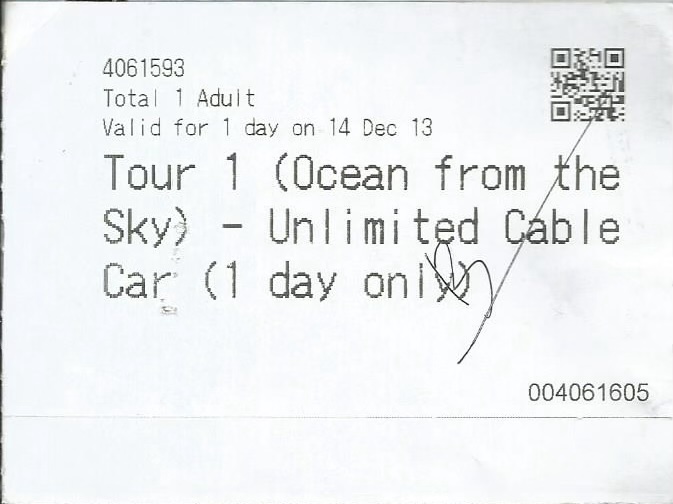 4061593
Total 1 Adult
Valid for 1 day on 14 Dec 13
Tour 1 (Ocean from the
Sky) - Unlimited Cable
Car (1 day only)
004061605